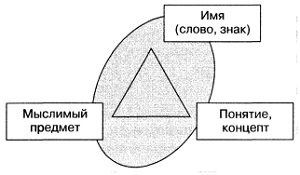 Имя
(слово, знак)
Мыслимый
предмет
Понятие,
концепт